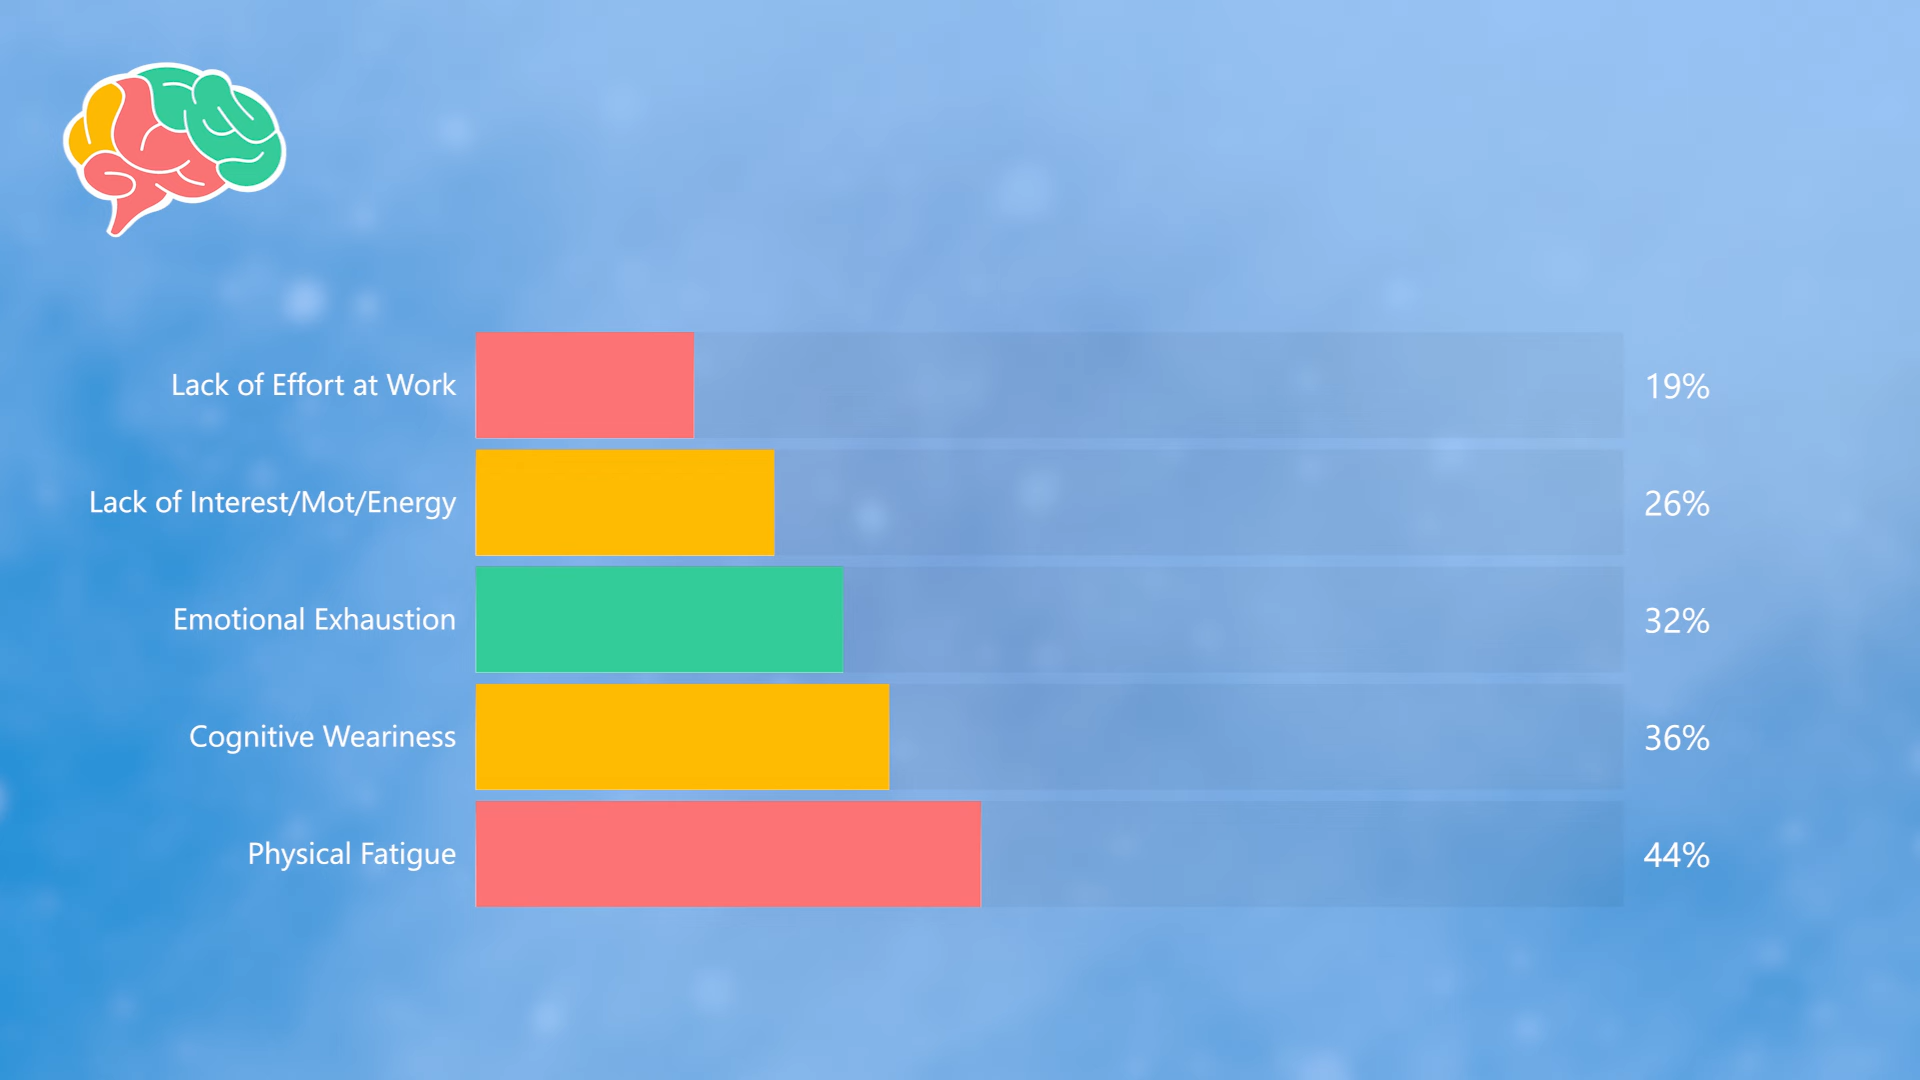 Lack of Effort at Work 19%
Lack of Interest/Mot/Energy 26%
Emotional Exhaustion 32%
Cognitive Weariness 36%
Physical Fatigue 44%